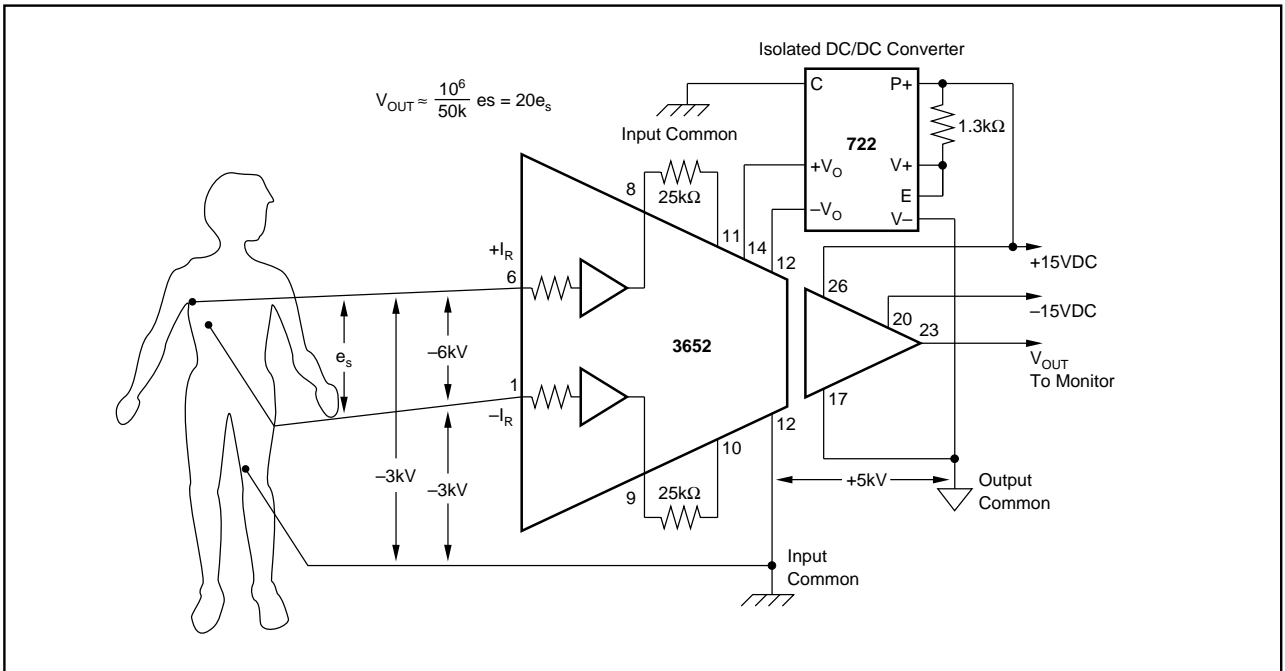 Isolated DC/DC Converter
V_OUT ≈ 10⁶/50k es = 20e_s
C
P+
Input Common
1.3kΩ
722
+V_O
V+
E
–V_O
V–
8
25kΩ
11
14
12
+I_R
6
26
+15VDC
20
–15VDC
23
3652
e_s
–6kV
V_OUT
To Monitor
1
–I_R
17
12
10
–3kV
–3kV
+5kV
Output
Common
9
25kΩ
Input
Common